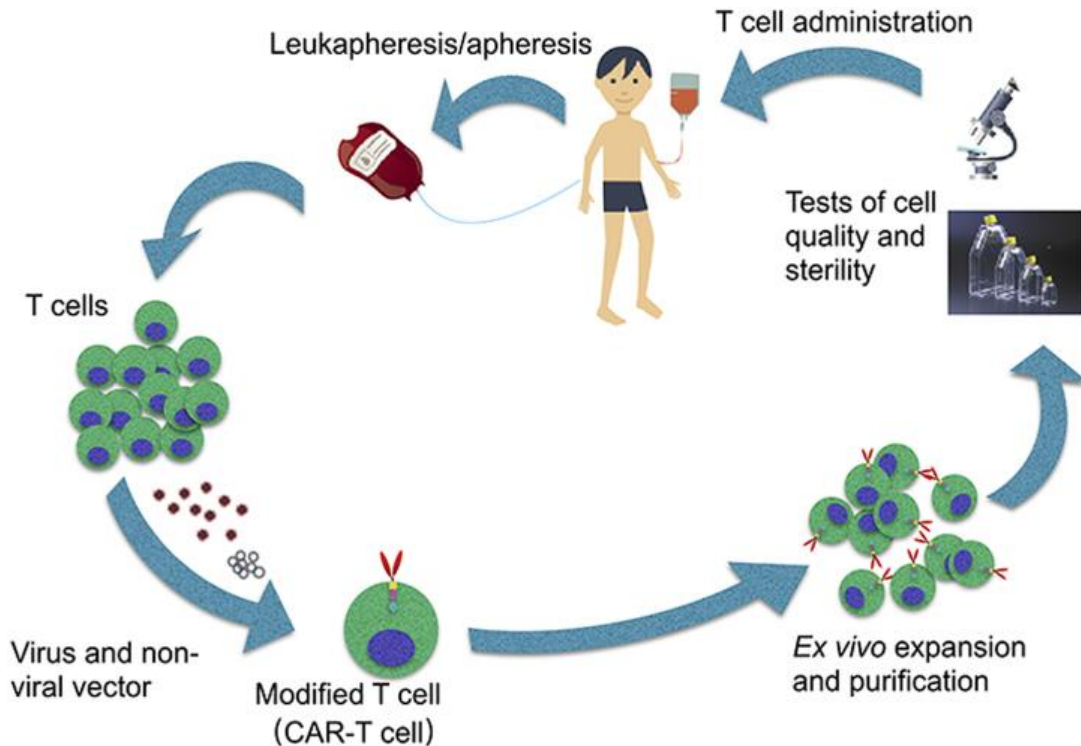 T cell administration
Leukapheresis/apheresis
Tests of cell
quality and
sterility
T cells
Virus and non-
viral vector
Modified T cell
(CAR-T cell)
Ex vivo expansion
and purification